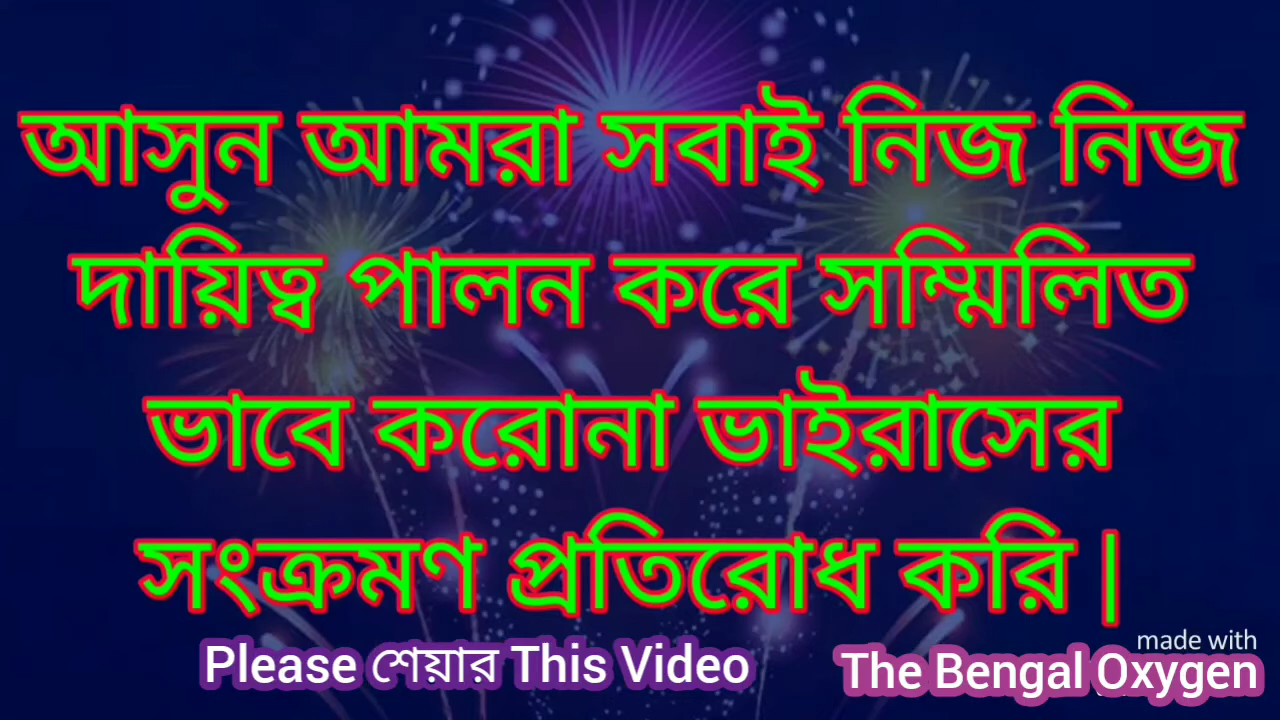 আসুন আমরা সবাই নিজ নিজ
দায়িত্ব পালন করে সম্মিলিত
ভাবে করোনা ভাইরাসের
সংক্রমণ প্রতিরোধ করি |
made with
Please শেয়ার This Video
The Bengal Oxygen